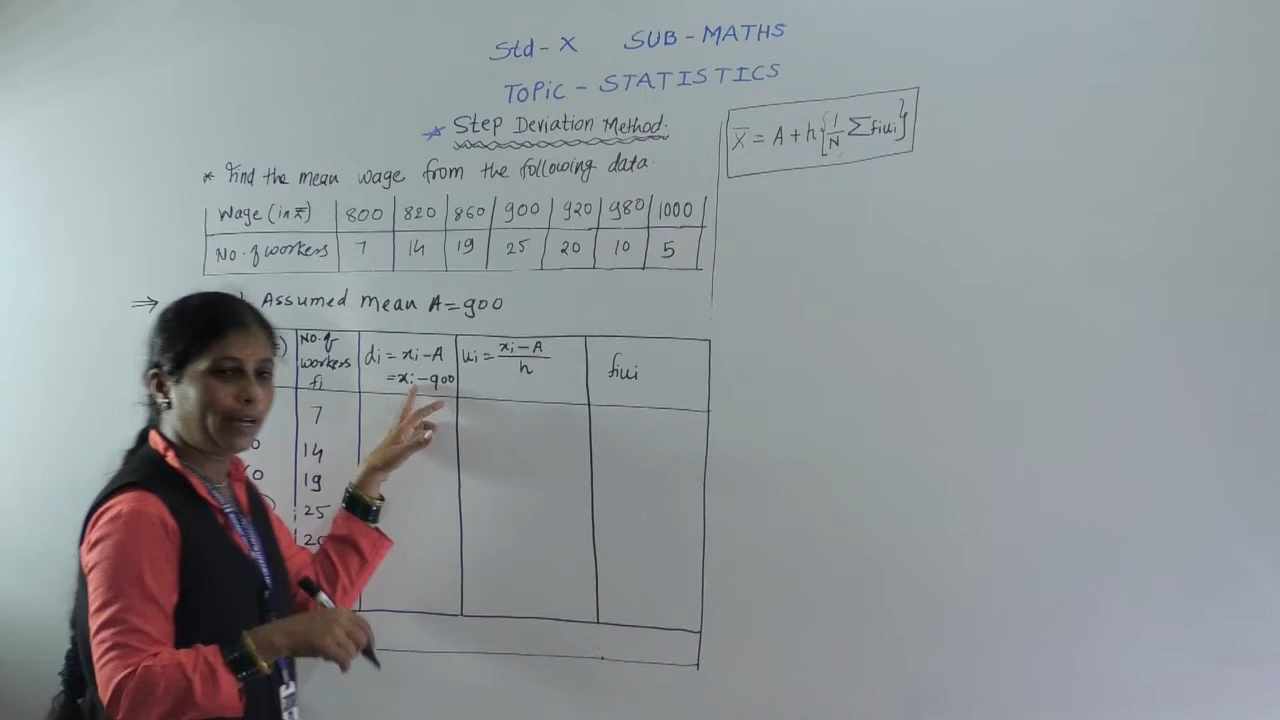 Std - X SUB - MATHS
TOPiC - STATISTICS
* Step Deviation Method.
X̅ = A + h{1/N Σfiui}
* Find the mean wage from the following data.
Wage (in ₹) 800 820 860 900 920 980 1000
No. of workers 7 14 19 25 20 10 5
⇒ Assumed mean A = 900
No. of workers fi di = xi - A = xi - 900 ui = xi - A / h fiui
7
14
19
25
20